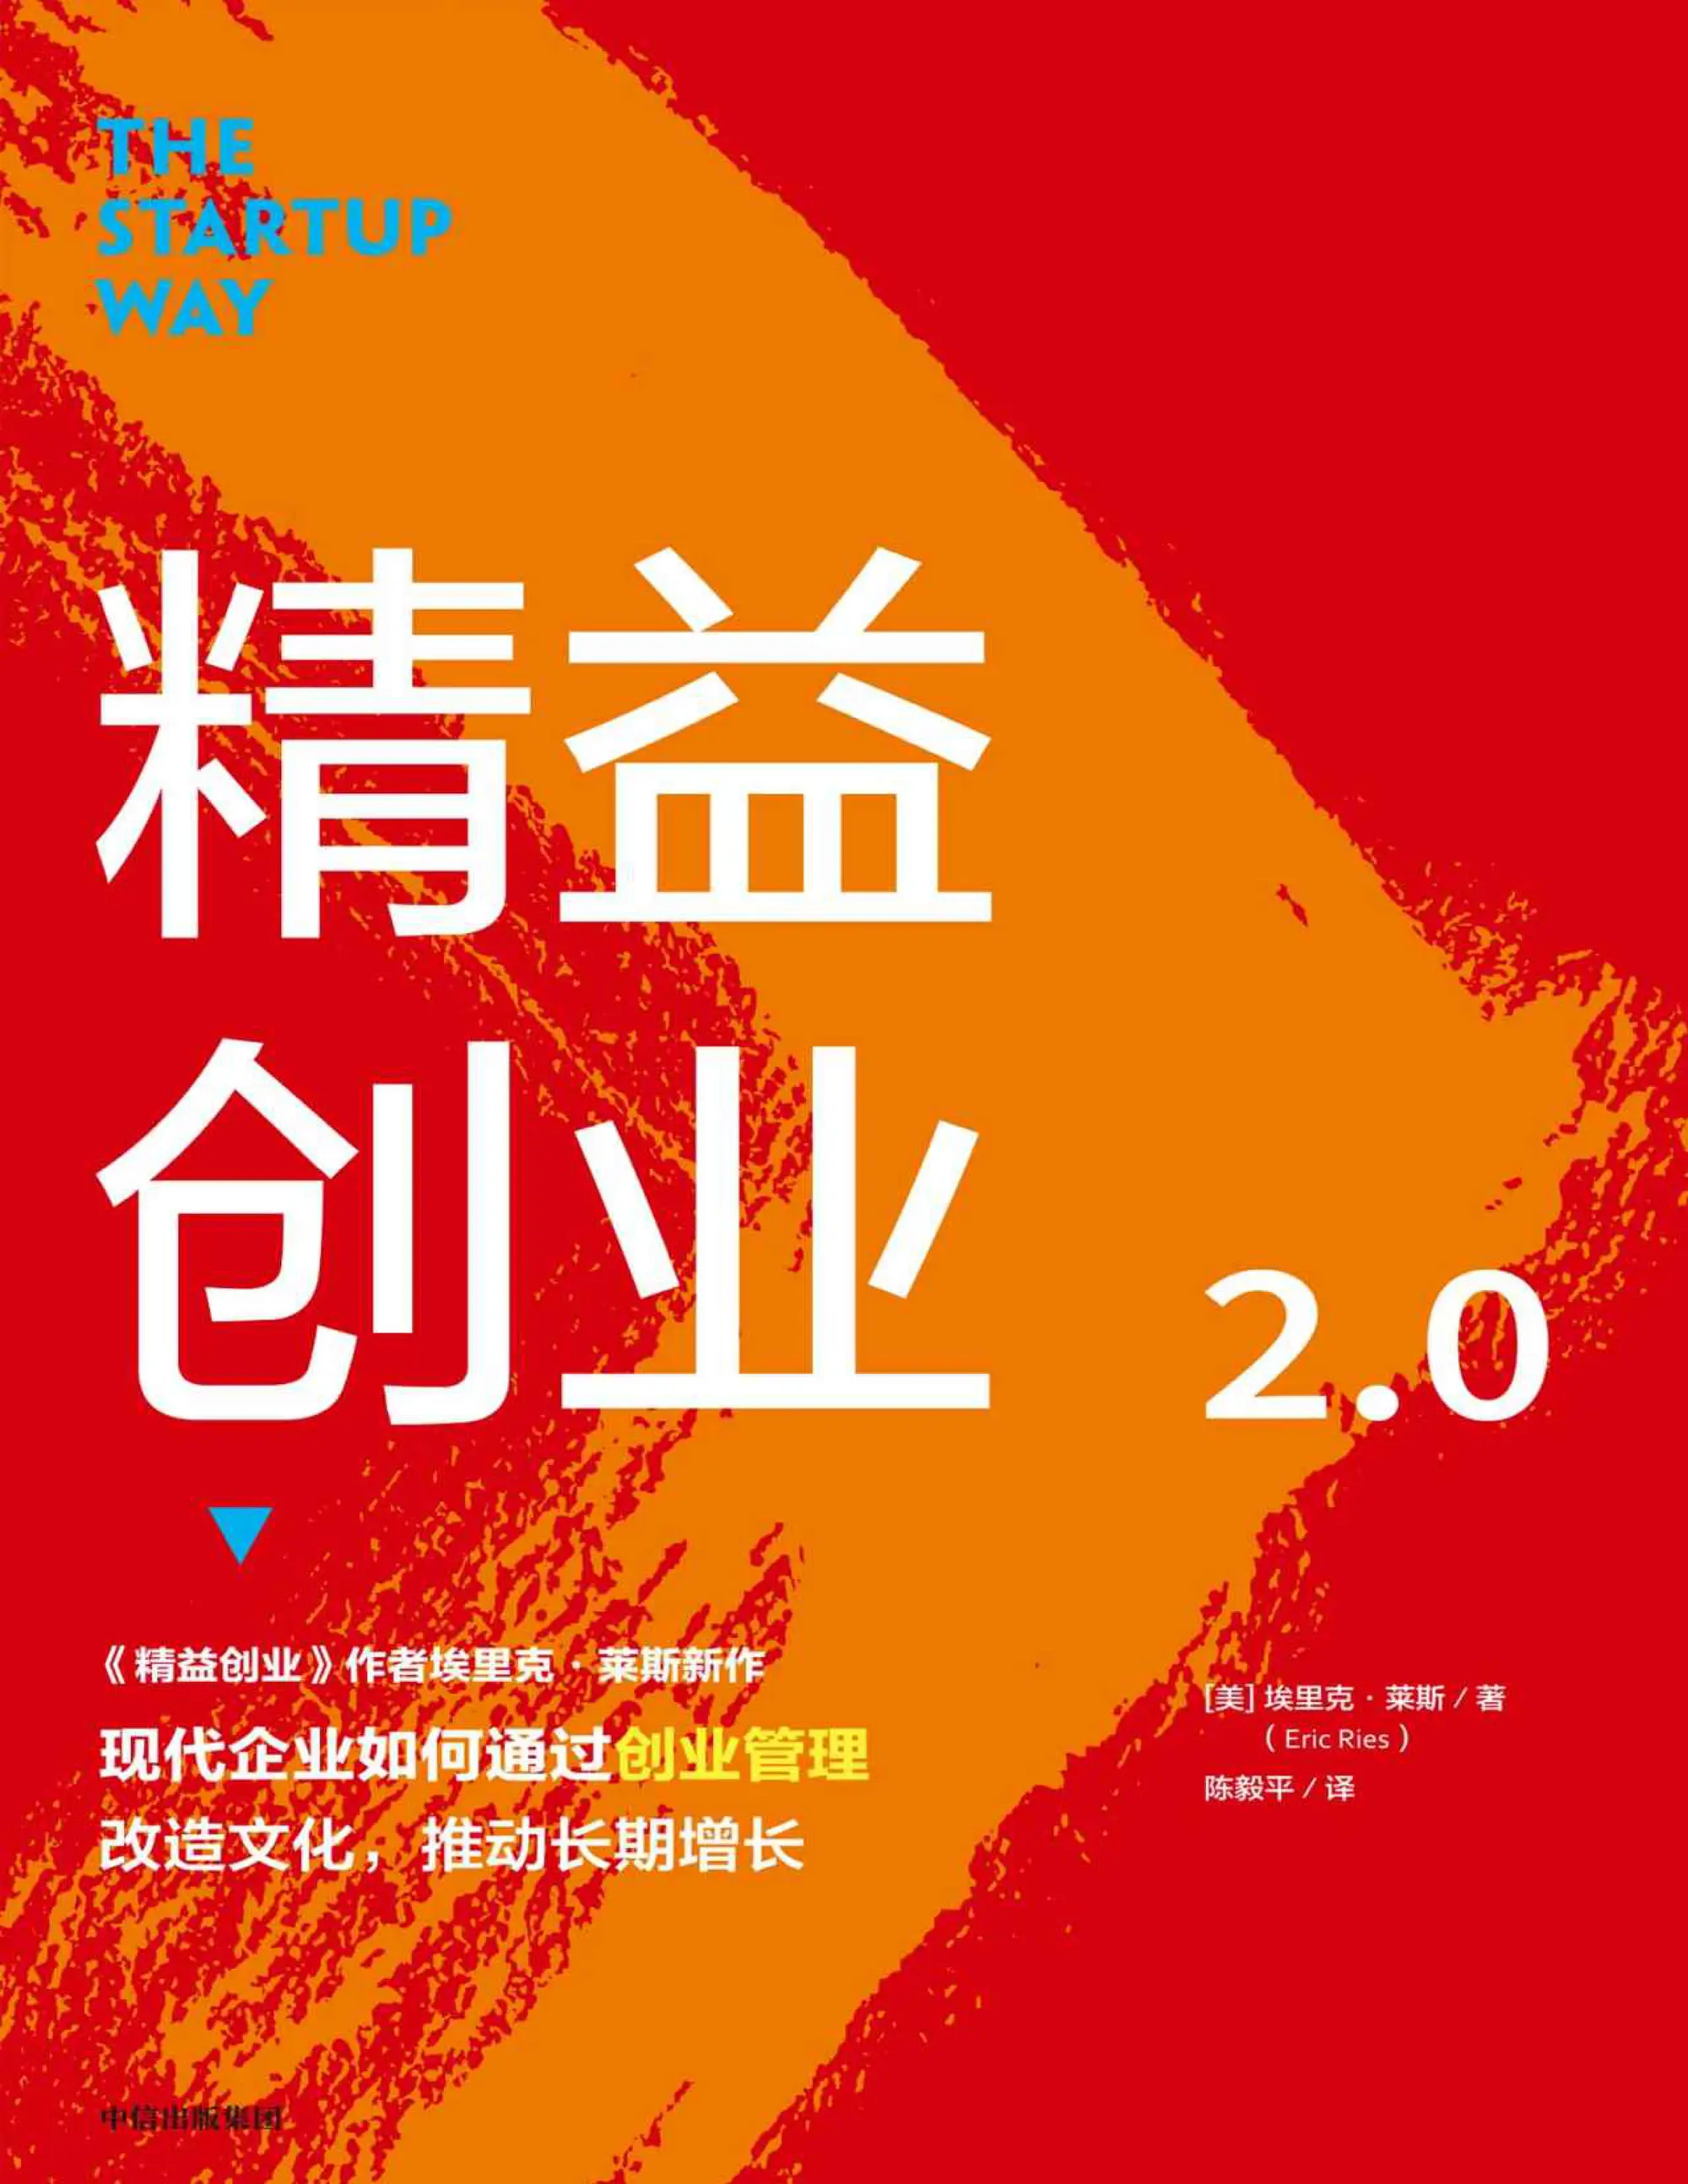 THE
STARTUP
WAY
精益
创业 2.0
《精益创业》作者埃里克·莱斯新作
现代企业如何通过创业管理
改造文化，推动长期增长
[美] 埃里克·莱斯 / 著
（Eric Ries）
陈毅平 / 译
中信出版集团